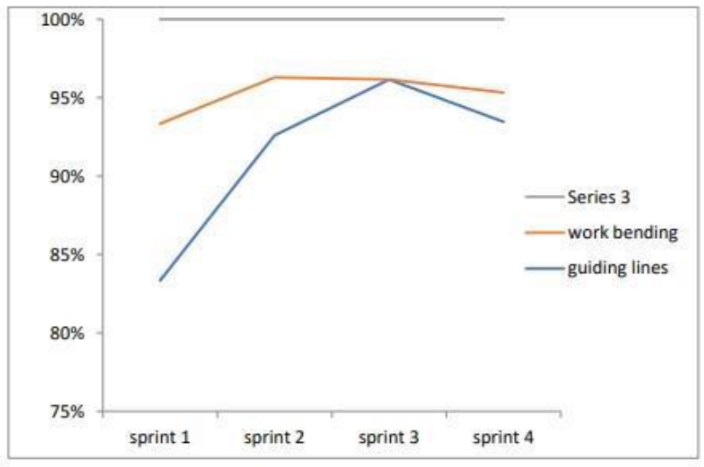 100%
95%
90%
85%
80%
75%
sprint 1 sprint 2 sprint 3 sprint 4
Series 3
work bending
guiding lines